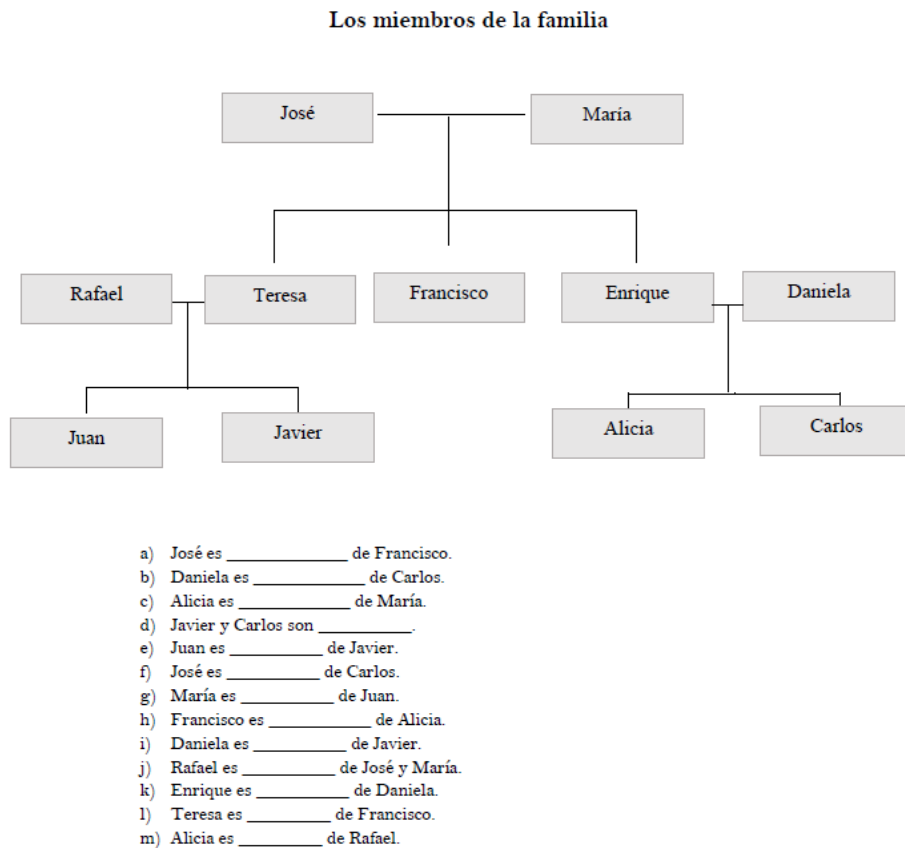 Los miembros de la familia
José
María
Rafael
Teresa
Francisco
Enrique
Daniela
Juan
Javier
Alicia
Carlos
a) José es _____________ de Francisco.
b) Daniela es ____________ de Carlos.
c) Alicia es ____________ de María.
d) Javier y Carlos son __________.
e) Juan es __________ de Javier.
f) José es __________ de Carlos.
g) María es __________ de Juan.
h) Francisco es ___________ de Alicia.
i) Daniela es __________ de Javier.
j) Rafael es __________ de José y María.
k) Enrique es __________ de Daniela.
l) Teresa es _________ de Francisco.
m) Alicia es _________ de Rafael.